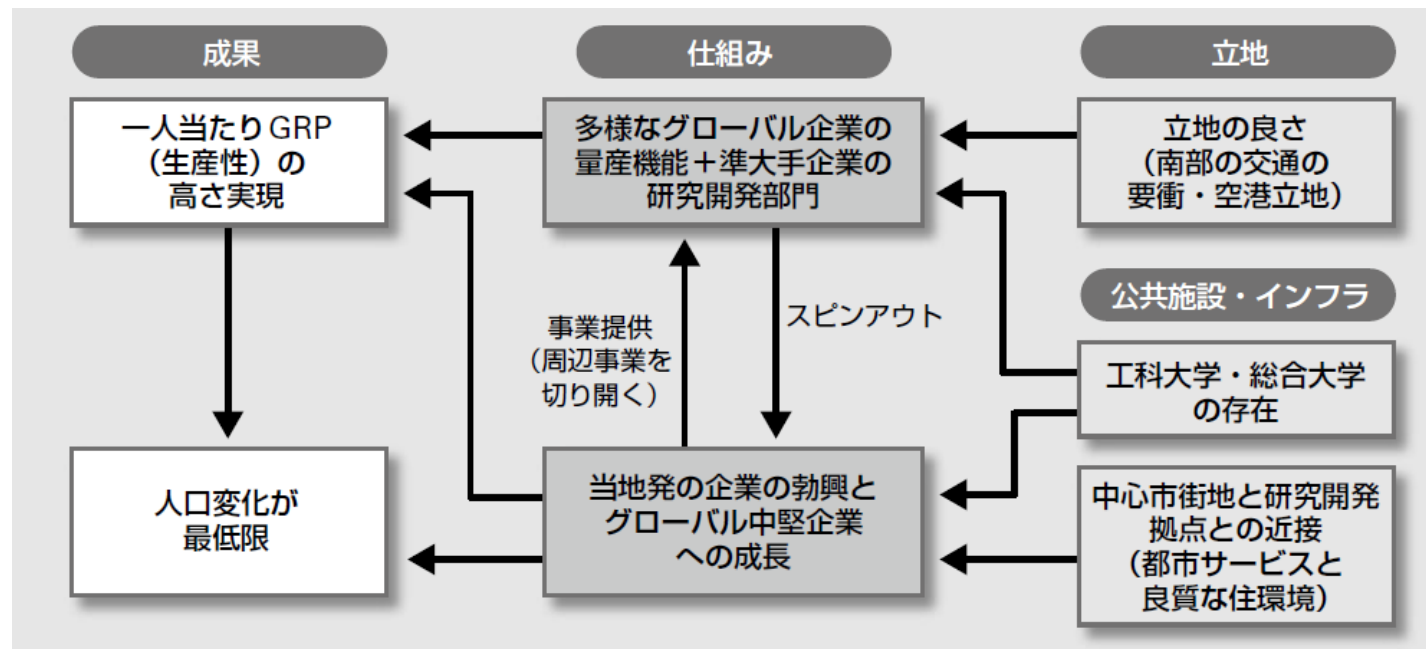 成果
一人当たりGRP
（生産性）の
高さ実現
人口変化が
最低限
仕組み
多様なグローバル企業の
量産機能＋準大手企業の
研究開発部門
事業提供
（周辺事業を
切り開く）
スピンアウト
当地発の企業の勃興と
グローバル中堅企業
への成長
立地
立地の良さ
（南部の交通の
要衝・空港立地）
公共施設・インフラ
工科大学・総合大学
の存在
中心市街地と研究開発
拠点との近接
（都市サービスと
良質な住環境）